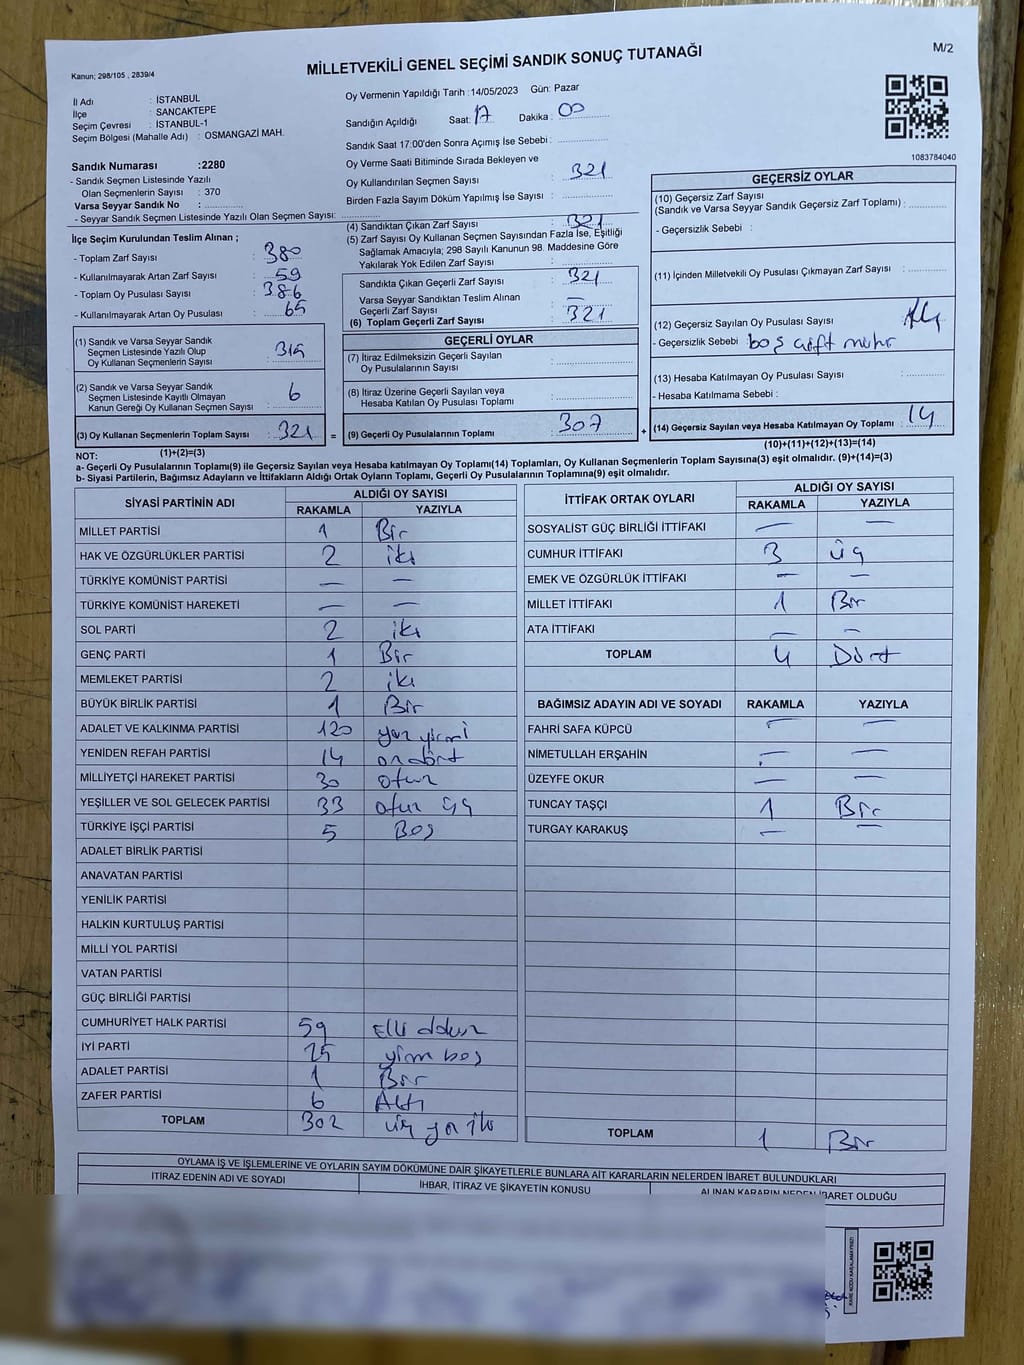 Kanun; 298/105 , 2839/4
MİLLETVEKİLİ GENEL SEÇİMİ SANDIK SONUÇ TUTANAĞI
M/2
İl Adı : İSTANBUL
İlçe : SANCAKTEPE
Seçim Çevresi : İSTANBUL-1
Seçim Bölgesi (Mahalle Adı) : OSMANGAZİ MAH.
Oy Vermenin Yapıldığı Tarih :14/05/2023 Gün: Pazar
Sandığın Açıldığı Saat: 17 Dakika : 00
Sandık Saat 17:00'den Sonra Açımış İse Sebebi :
Oy Verme Saati Bitiminde Sırada Bekleyen ve
Oy Kullandırılan Seçmen Sayısı : 321
Birden Fazla Sayım Döküm Yapılmış İse Sayısı :
1083784040
Sandık Numarası :2280
- Sandık Seçmen Listesinde Yazılı
Olan Seçmenlerin Sayısı : 370
Varsa Seyyar Sandık No :
- Seyyar Sandık Seçmen Listesinde Yazılı Olan Seçmen Sayısı:
İlçe Seçim Kurulundan Teslim Alınan ;
- Toplam Zarf Sayısı : 380
- Kullanılmayarak Artan Zarf Sayısı : 59
- Toplam Oy Pusulası Sayısı : 386
- Kullanılmayarak Artan Oy Pusulası : 65
(1) Sandık ve Varsa Seyyar Sandık
Seçmen Listesinde Yazılı Olup
Oy Kullanan Seçmenlerin Sayısı : 315
(2) Sandık ve Varsa Seyyar Sandık
Seçmen Listesinde Kayıtlı Olmayan
Kanun Gereği Oy Kullanan Seçmen Sayısı : 6
(3) Oy Kullanan Seçmenlerin Toplam Sayısı : 321 =
(1)+(2)=(3)
(4) Sandıktan Çıkan Zarf Sayısı : 321
(5) Zarf Sayısı Oy Kullanan Seçmen Sayısından Fazla İse, Eşitliği
Sağlamak Amacıyla; 298 Sayılı Kanunun 98. Maddesine Göre
Yakılarak Yok Edilen Zarf Sayısı :
Sandıkta Çıkan Geçerli Zarf Sayısı : 321
Varsa Seyyar Sandıktan Teslim Alınan
Geçerli Zarf Sayısı : —
(6) Toplam Geçerli Zarf Sayısı : 321
GEÇERLİ OYLAR
(7) İtiraz Edilmeksizin Geçerli Sayılan
Oy Pusulalarının Sayısı :
(8) İtiraz Üzerine Geçerli Sayılan veya
Hesaba Katılan Oy Pusulası Toplamı :
(9) Geçerli Oy Pusulalarının Toplamı : 307 +
GEÇERSİZ OYLAR
(10) Geçersiz Zarf Sayısı
(Sandık ve Varsa Seyyar Sandık Geçersiz Zarf Toplamı) :
- Geçersizlik Sebebi :
(11) İçinden Milletvekili Oy Pusulası Çıkmayan Zarf Sayısı :
(12) Geçersiz Sayılan Oy Pusulası Sayısı : 14
- Geçersizlik Sebebi : boş çift mühr
(13) Hesaba Katılmayan Oy Pusulası Sayısı :
- Hesaba Katılmama Sebebi :
(14) Geçersiz Sayılan veya Hesaba Katılmayan Oy Toplamı : 14
(10)+(11)+(12)+(13)=(14)
NOT:
a- Geçerli Oy Pusulalarının Toplamı(9) ile Geçersiz Sayılan veya Hesaba katılmayan Oy Toplamı(14) Toplamları, Oy Kullanan Seçmenlerin Toplam Sayısına(3) eşit olmalıdır. (9)+(14)=(3)
b- Siyasi Partilerin, Bağımsız Adayların ve İttifakların Aldığı Ortak Oyların Toplamı, Geçerli Oy Pusulalarının Toplamına(9) eşit olmalıdır.
SİYASİ PARTİNİN ADI ALDIĞI OY SAYISI
RAKAMLA YAZIYLA
MİLLET PARTİSİ 1 Bir
HAK VE ÖZGÜRLÜKLER PARTİSİ 2 iki
TÜRKİYE KOMÜNİST PARTİSİ — —
TÜRKİYE KOMÜNİST HAREKETİ — —
SOL PARTİ 2 iki
GENÇ PARTİ 1 Bir
MEMLEKET PARTİSİ 2 iki
BÜYÜK BİRLİK PARTİSİ 1 Bir
ADALET VE KALKINMA PARTİSİ 120 yüz yirmi
YENİDEN REFAH PARTİSİ 14 on dört
MİLLİYETÇİ HAREKET PARTİSİ 30 otuz
YEŞİLLER VE SOL GELECEK PARTİSİ 33 otuz üç
TÜRKİYE İŞÇİ PARTİSİ 5 Beş
ADALET BİRLİK PARTİSİ
ANAVATAN PARTİSİ
YENİLİK PARTİSİ
HALKIN KURTULUŞ PARTİSİ
MİLLİ YOL PARTİSİ
VATAN PARTİSİ
GÜÇ BİRLİĞİ PARTİSİ
CUMHURİYET HALK PARTİSİ 59 Elli dokuz
İYİ PARTİ 25 yirm beş
ADALET PARTİSİ 1 Bir
ZAFER PARTİSİ 6 Altı
TOPLAM 302 üç yüz iki
İTTİFAK ORTAK OYLARI ALDIĞI OY SAYISI
RAKAMLA YAZIYLA
SOSYALİST GÜÇ BİRLİĞİ İTTİFAKI — —
CUMHUR İTTİFAKI 3 üç
EMEK VE ÖZGÜRLÜK İTTİFAKI — —
MİLLET İTTİFAKI 1 Bir
ATA İTTİFAKI — —
TOPLAM 4 Dört
BAĞIMSIZ ADAYIN ADI VE SOYADI RAKAMLA YAZIYLA
FAHRİ SAFA KÜPCÜ — —
NİMETULLAH ERŞAHİN — —
ÜZEYFE OKUR — —
TUNCAY TAŞÇI 1 Bir
TURGAY KARAKUŞ — —
TOPLAM 1 Bir
OYLAMA İŞ VE İŞLEMLERİNE VE OYLARIN SAYIM DÖKÜMÜNE DAİR ŞİKAYETLERLE BUNLARA AİT KARARLARIN NELERDEN İBARET BULUNDUKLARI
İTİRAZ EDENİN ADI VE SOYADI İHBAR, İTİRAZ VE ŞİKAYETİN KONUSU ALINAN KARARIN NEDEN İBARET OLDUĞU